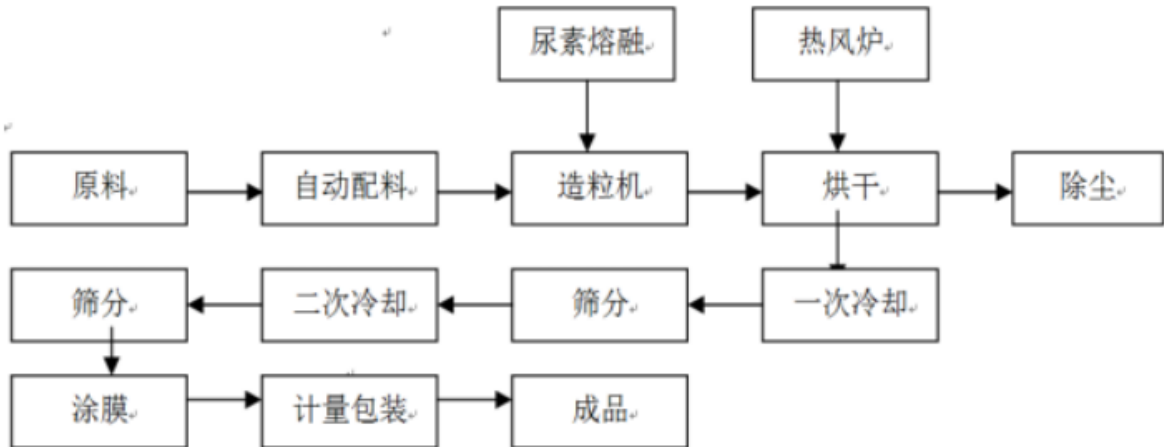 尿素熔融
热风炉
原料
自动配料
造粒机
烘干
除尘
筛分
二次冷却
筛分
一次冷却
涂膜
计量包装
成品